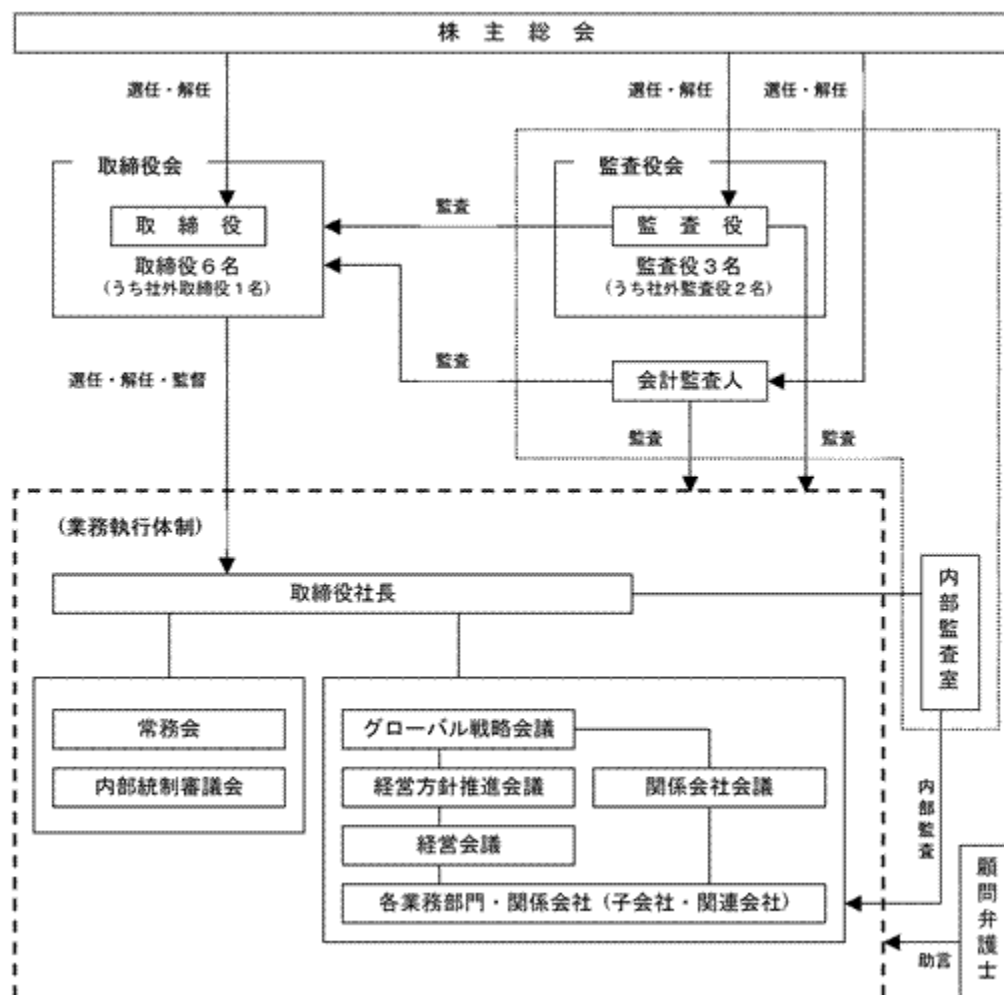 株 主 総 会
選任・解任
選任・解任
選任・解任
取締役会
監査役会
監査
取 締 役
監 査 役
取締役6名
(うち社外取締役1名)
監査役3名
(うち社外監査役2名)
監査
会計監査人
選任・解任・監督
監査
監査
(業務執行体制)
取締役社長
内部監査室
常務会
グローバル戦略会議
内部統制審議会
経営方針推進会議
関係会社会議
経営会議
内部監査
各業務部門・関係会社 (子会社・関連会社)
顧問弁護士
助言